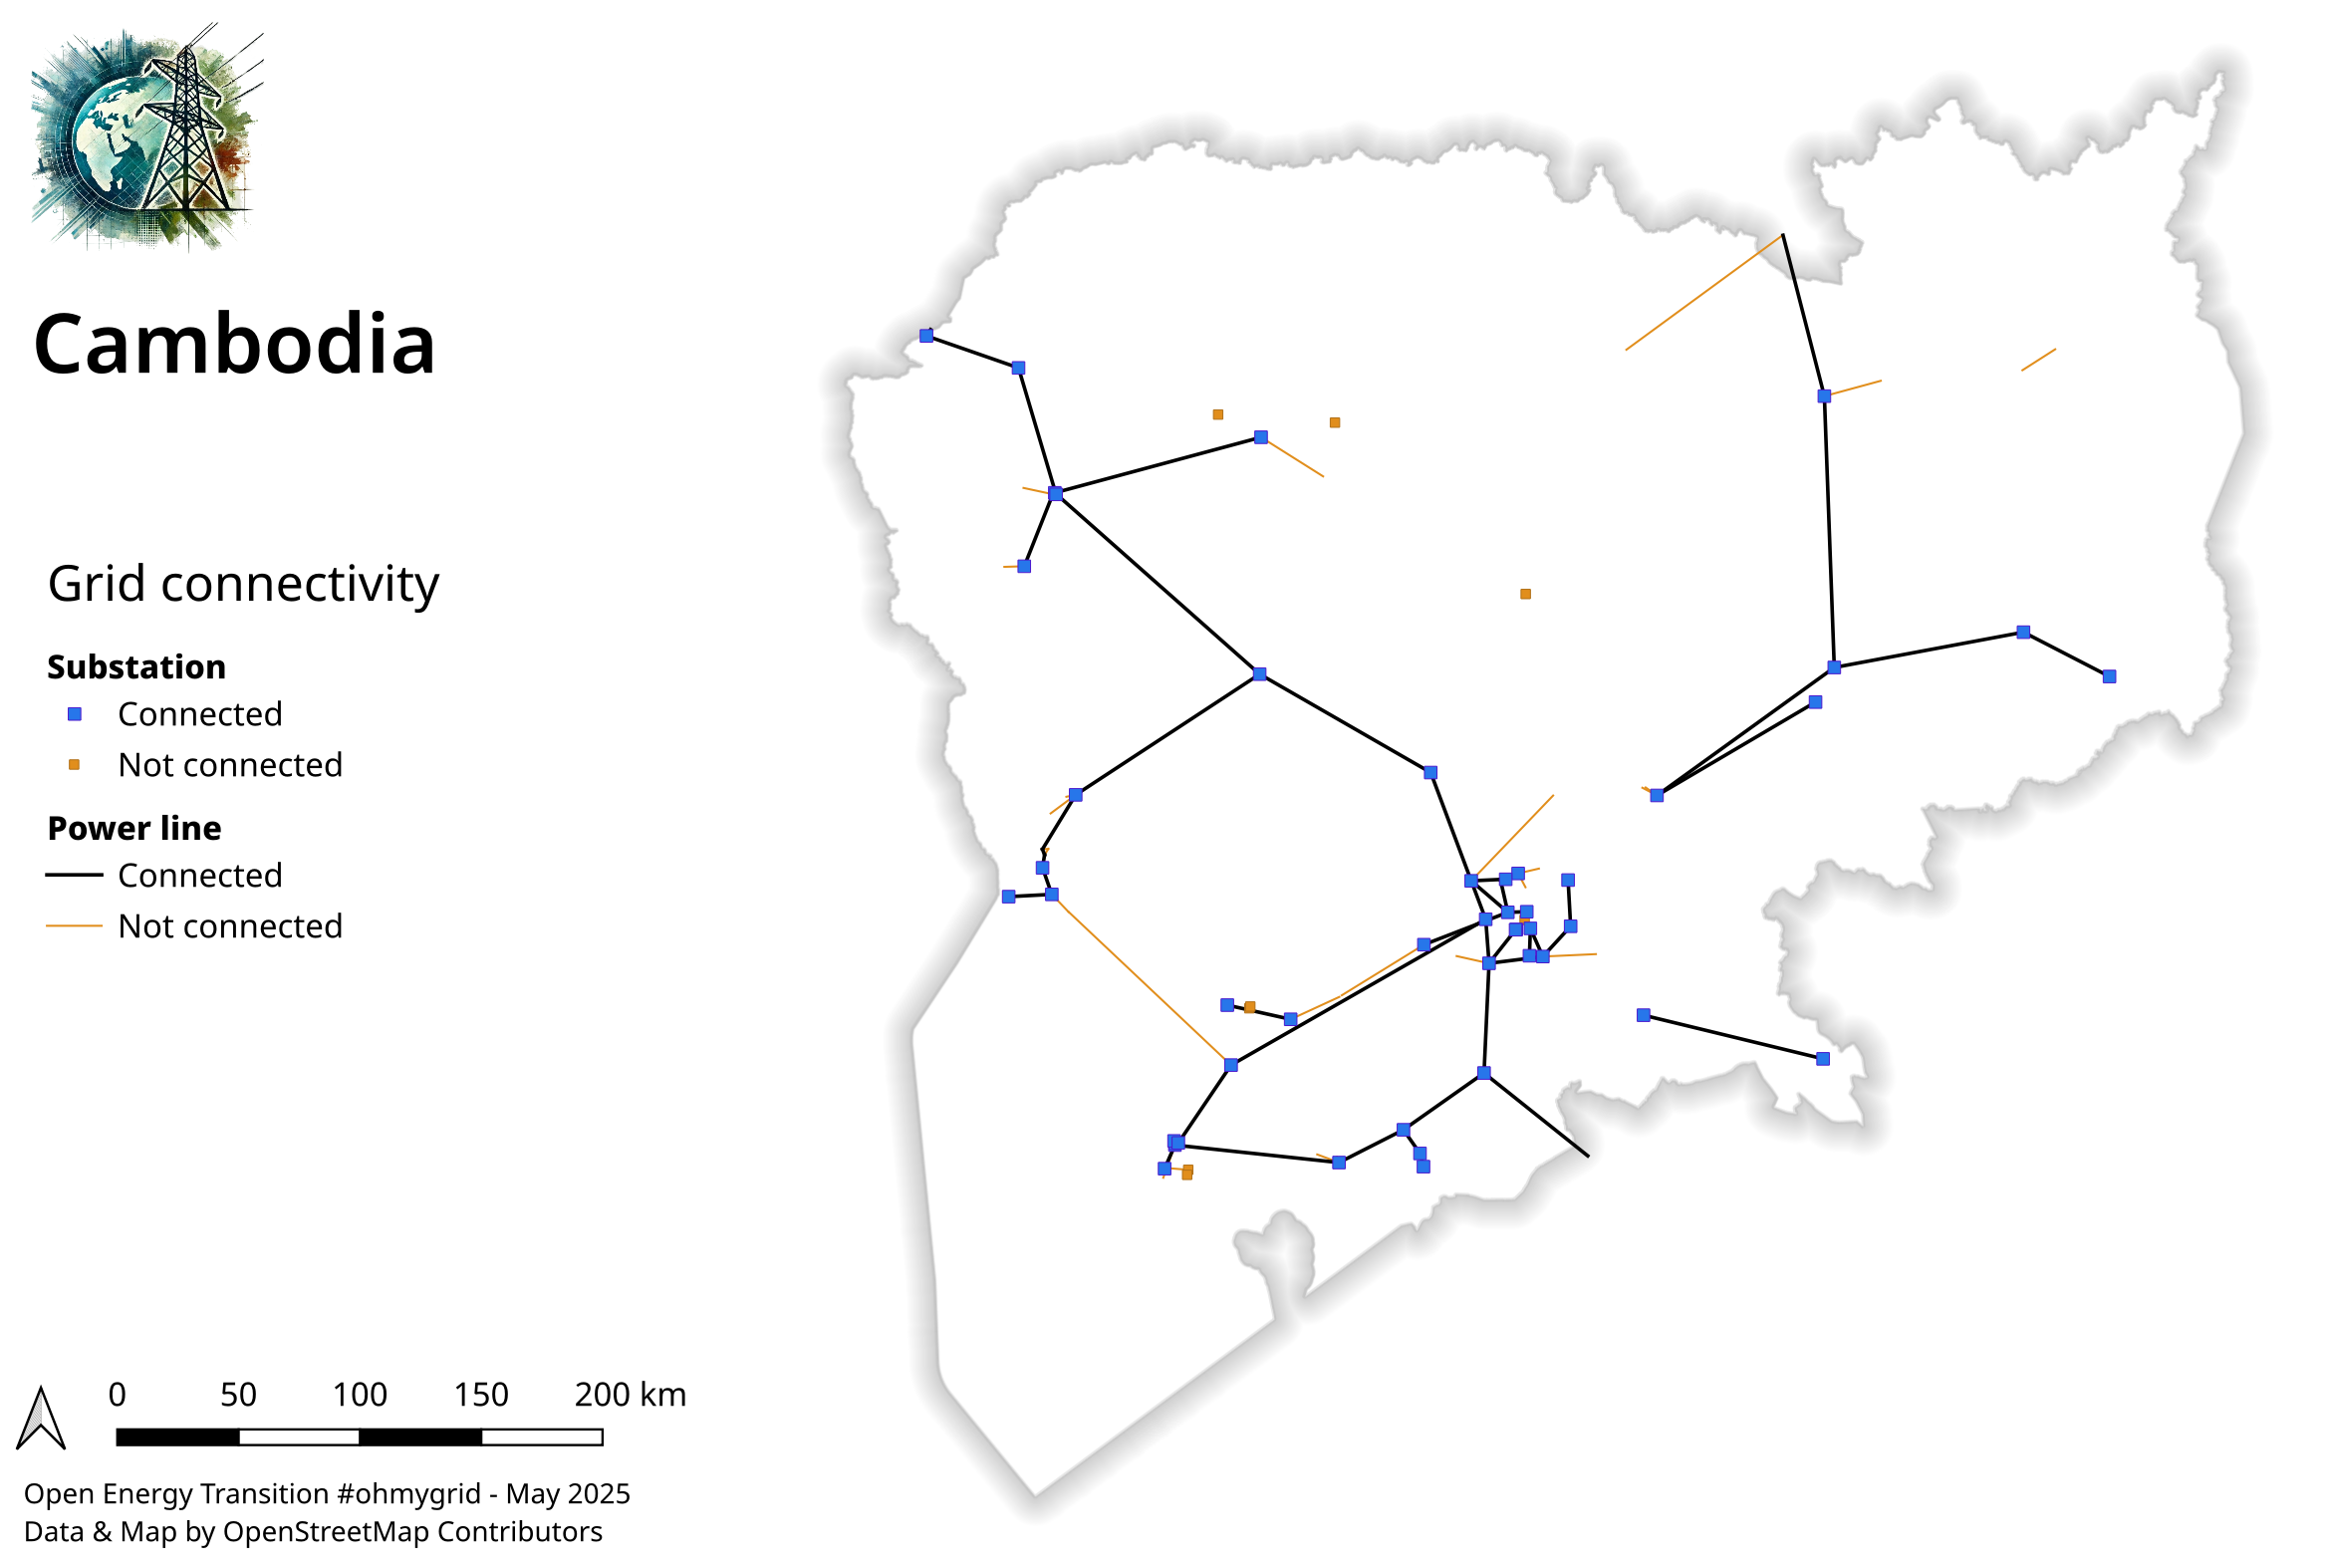 Cambodia
Grid connectivity
Substation
Connected
Not connected
Power line
Connected
Not connected
0 50 100 150 200 km
Open Energy Transition #ohmygrid - May 2025
Data & Map by OpenStreetMap Contributors